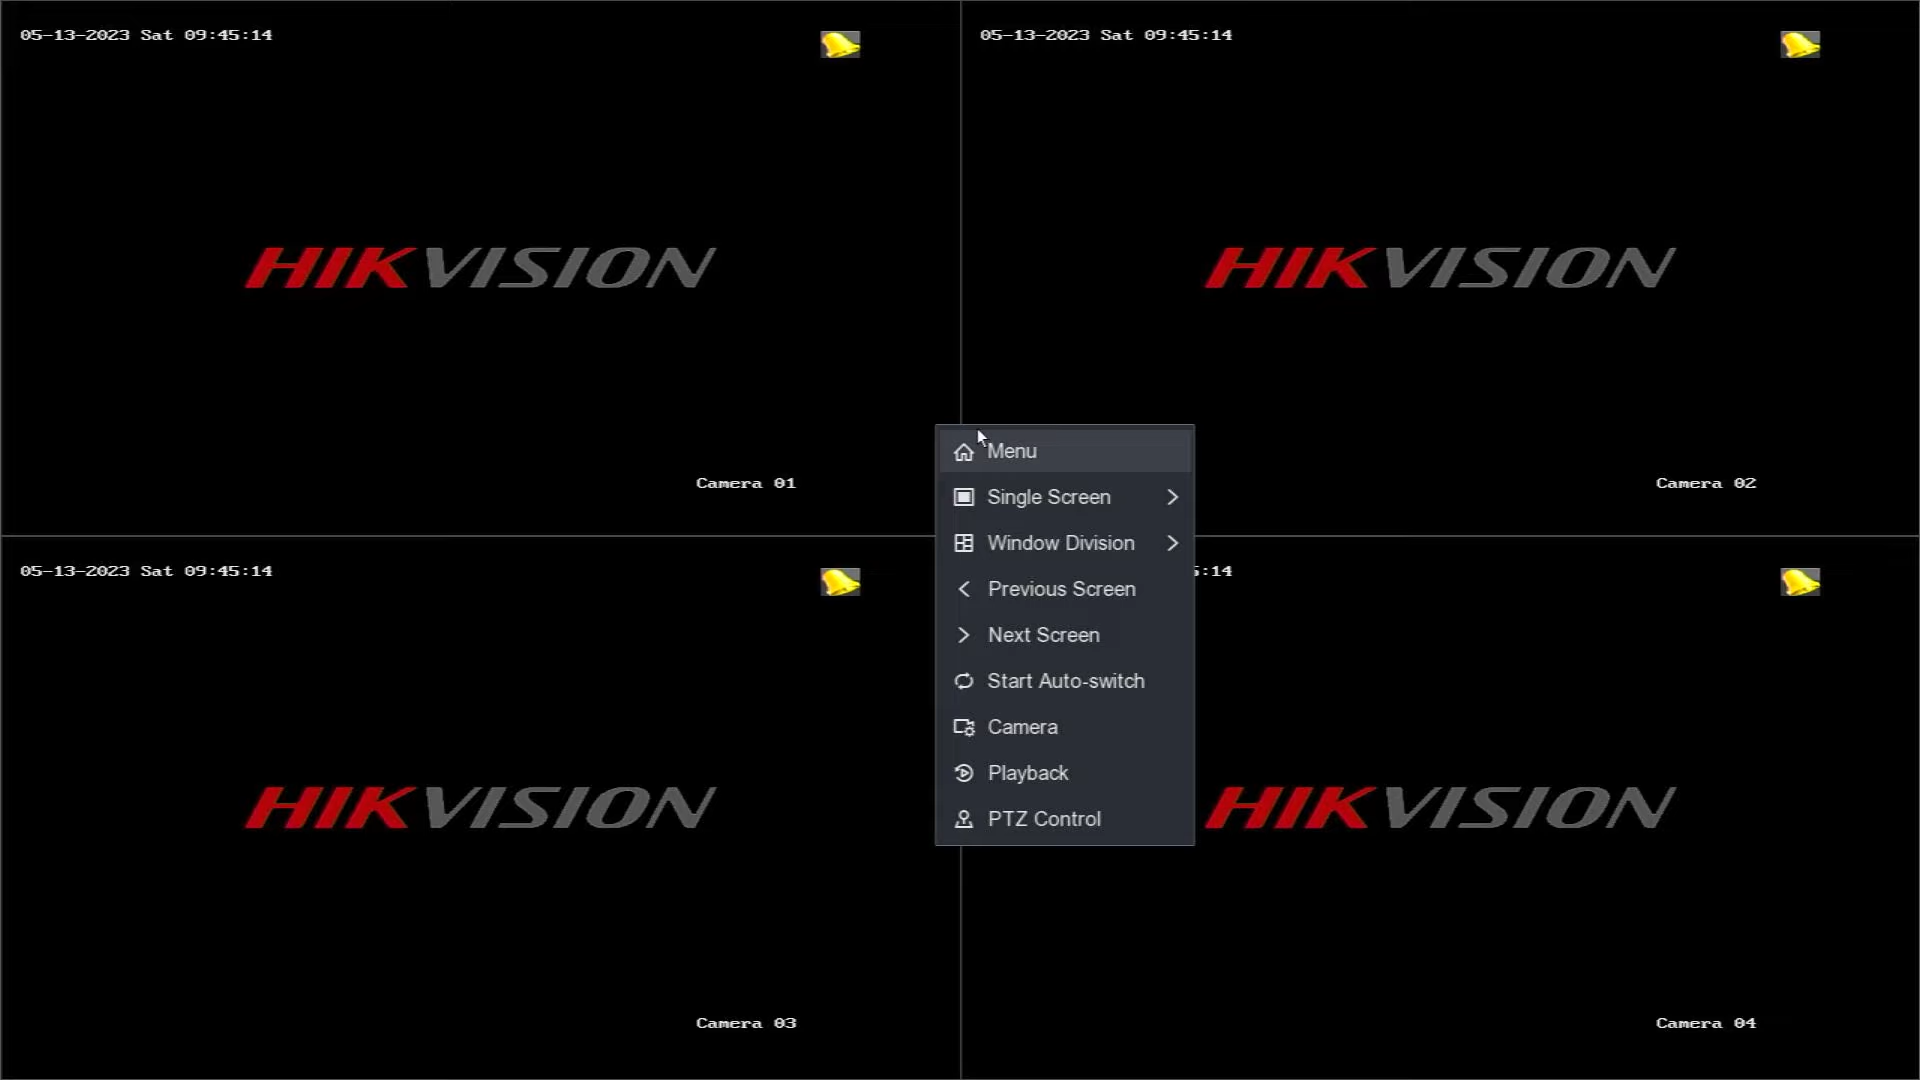 05-13-2023 Sat 09:45:14
05-13-2023 Sat 09:45:14
HIKVISION
HIKVISION
Camera 01
Camera 02
Menu
Single Screen
Window Division
Previous Screen
Next Screen
Start Auto-switch
Camera
Playback
PTZ Control
05-13-2023 Sat 09:45:14
:14
HIKVISION
HIKVISION
Camera 03
Camera 04